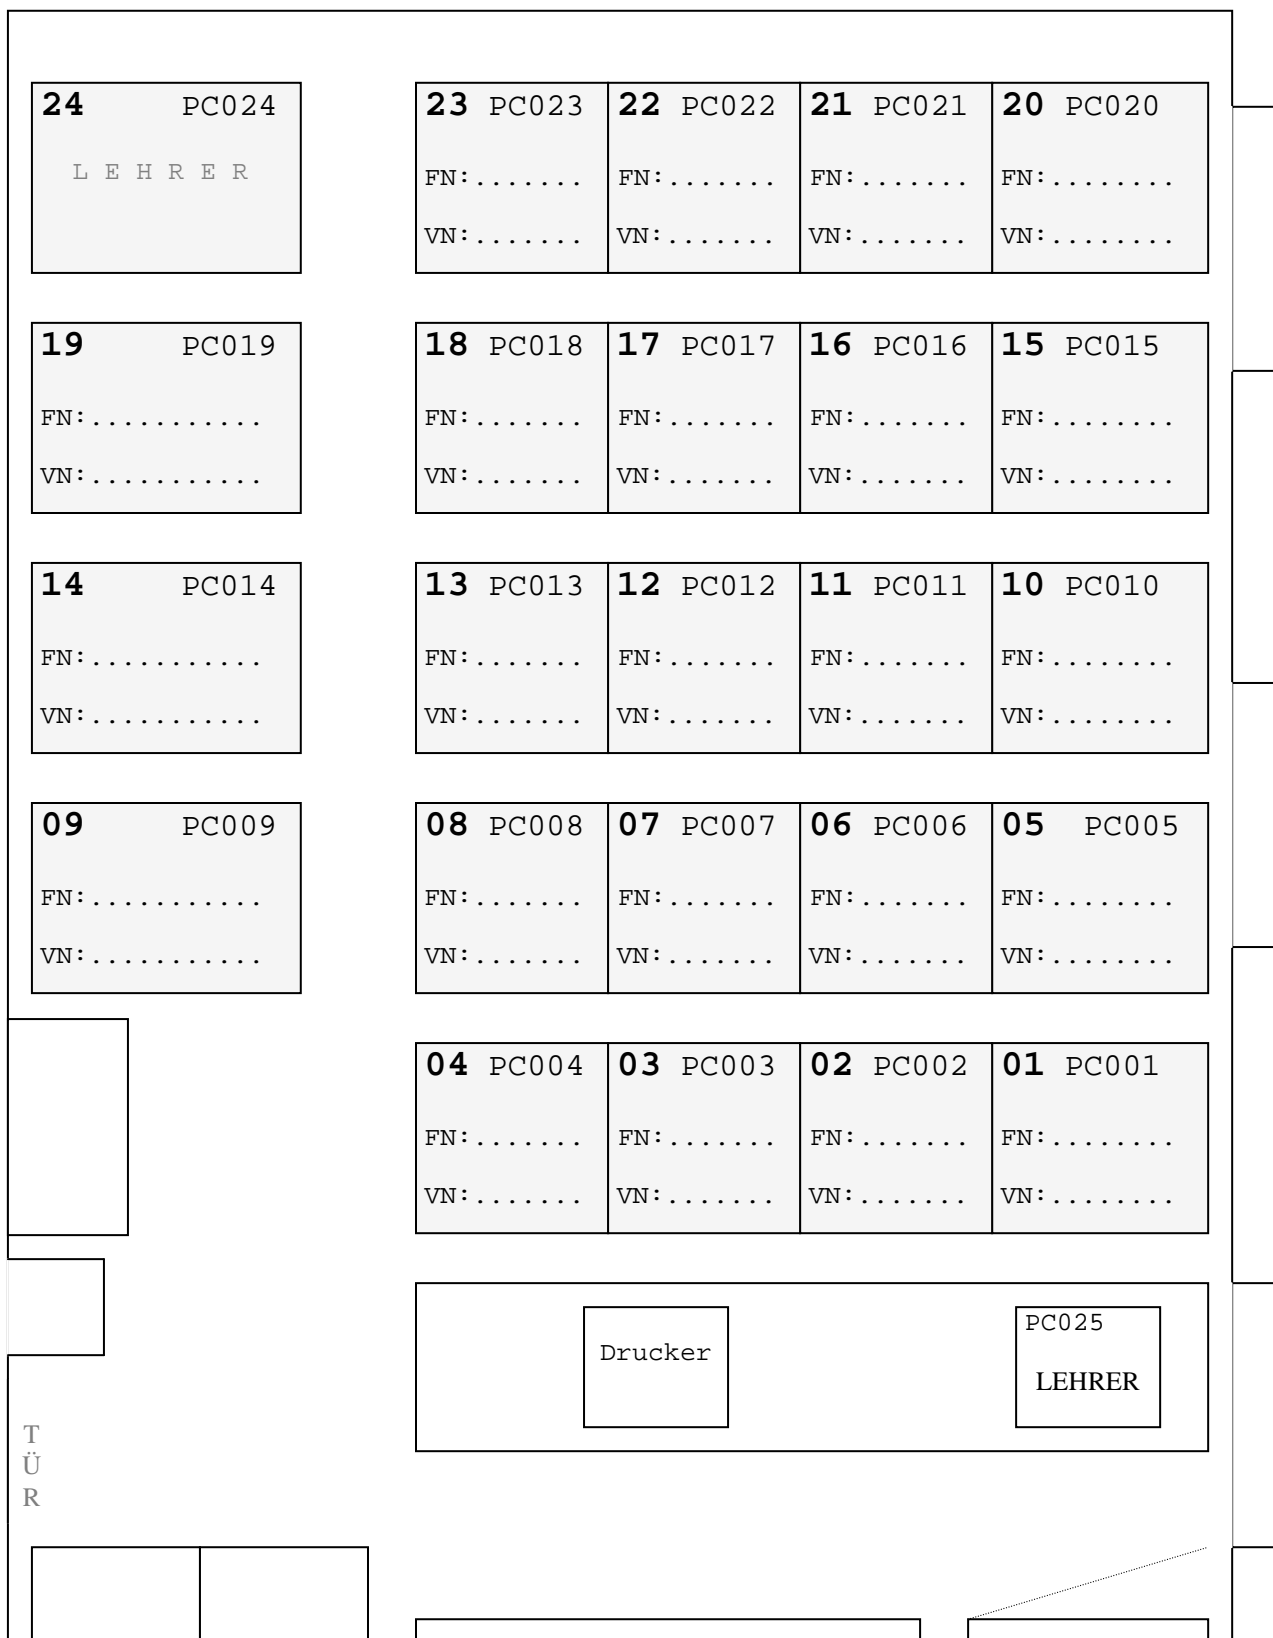 24 PC024 23 PC023 22 PC022 21 PC021 20 PC020
L E H R E R FN:....... FN:....... FN:....... FN:........
VN:....... VN:....... VN:....... VN:........
19 PC019 18 PC018 17 PC017 16 PC016 15 PC015
FN:........... FN:....... FN:....... FN:....... FN:........
VN:........... VN:....... VN:....... VN:....... VN:........
14 PC014 13 PC013 12 PC012 11 PC011 10 PC010
FN:........... FN:....... FN:....... FN:....... FN:........
VN:........... VN:....... VN:....... VN:....... VN:........
09 PC009 08 PC008 07 PC007 06 PC006 05 PC005
FN:........... FN:....... FN:....... FN:....... FN:........
VN:........... VN:....... VN:....... VN:....... VN:........
04 PC004 03 PC003 02 PC002 01 PC001
FN:....... FN:....... FN:....... FN:........
VN:....... VN:....... VN:....... VN:........
PC025
Drucker
LEHRER
T
Ü
R